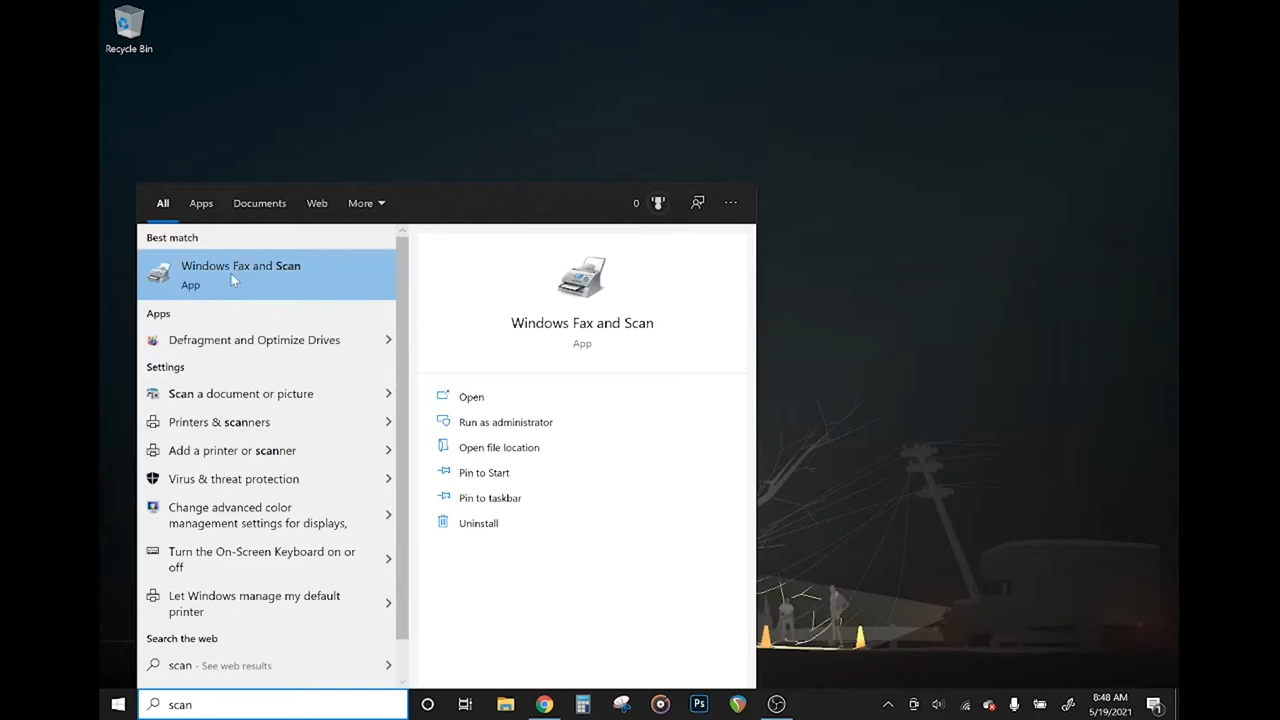 Recycle Bin
All Apps Documents Web More 0 ...
Best match
Windows Fax and Scan
App
Apps
Defragment and Optimize Drives
Settings
Scan a document or picture
Printers & scanners
Add a printer or scanner
Virus & threat protection
Change advanced color
management settings for displays,
Turn the On-Screen Keyboard on or
off
Let Windows manage my default
printer
Search the web
scan - See web results
Windows Fax and Scan
App
Open
Run as administrator
Open file location
Pin to Start
Pin to taskbar
Uninstall
scan
Ps
8:48 AM
5/19/2021
1